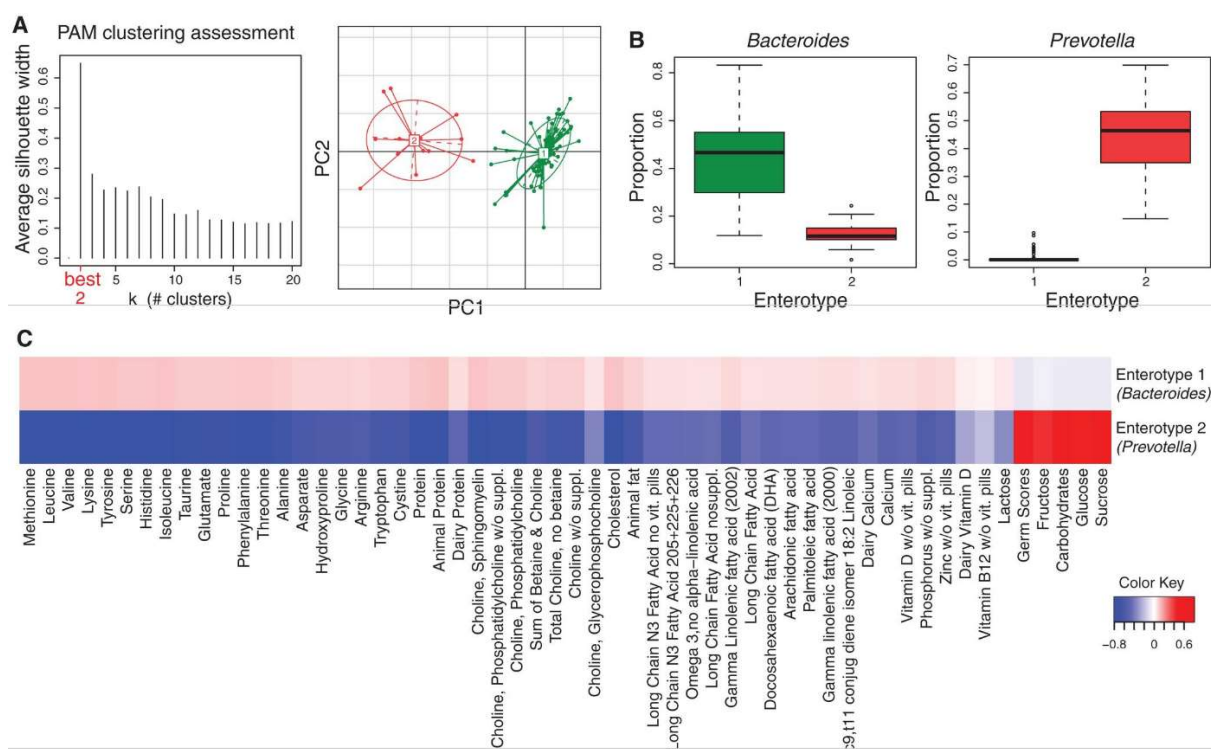 A
PAM clustering assessment
Average silhouette width
0.0 0.1 0.2 0.3 0.4 0.5 0.6
best
2
5 10 15 20
k (# clusters)
PC2
2
1
PC1
B
Bacteroides
Proportion
0.0 0.2 0.4 0.6 0.8
1 2
Enterotype
Prevotella
Proportion
0.0 0.1 0.2 0.3 0.4 0.5 0.6 0.7
1 2
Enterotype
C
Enterotype 1
(Bacteroides)
Enterotype 2
(Prevotella)
Methionine
Leucine
Valine
Lysine
Tyrosine
Serine
Histidine
Isoleucine
Taurine
Glutamate
Proline
Phenylalanine
Threonine
Alanine
Asparate
Hydroxyproline
Glycine
Arginine
Tryptophan
Cystine
Protein
Animal Protein
Dairy Protein
Choline, Sphingomyelin
Choline, Phosphatidylcholine w/o suppl.
Choline, Phosphatidylcholine
Sum of Betaine & Choline
Total Choline, no betaine
Choline w/o suppl.
Choline, Glycerophosphocholine
Cholesterol
Animal fat
Long Chain N3 Fatty Acid no vit. pills
Long Chain N3 Fatty Acid 205+225+226
Omega 3,no alpha-linolenic acid
Long Chain Fatty Acid nosuppl.
Gamma Linolenic fatty acid (2002)
Long Chain Fatty Acid
Docosahexaenoic fatty acid (DHA)
Arachidonic fatty acid
Palmitoleic fatty acid
Gamma linolenic fatty acid (2000)
c9,t11 conjug diene isomer 18:2 Linoleic
Dairy Calcium
Calcium
Vitamin D w/o vit. pills
Phosphorus w/o suppl.
Zinc w/o vit. pills
Dairy Vitamin D
Vitamin B12 w/o vit. pills
Lactose
Germ Scores
Fructose
Carbohydrates
Glucose
Sucrose
Color Key
−0.8 0 0.6